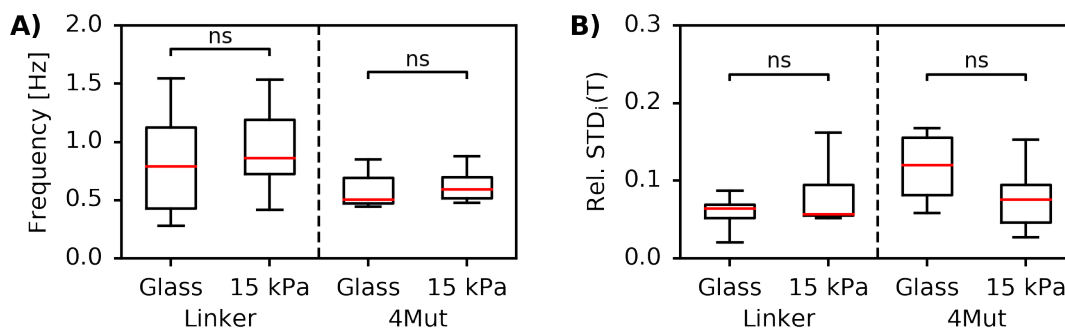 A)
Frequency [Hz]
2.0
1.5
1.0
0.5
0.0
ns
ns
Glass 15 kPa Glass 15 kPa
Linker 4Mut
B)
Rel. STDi(T)
0.3
0.2
0.1
0.0
ns
ns
Glass 15 kPa Glass 15 kPa
Linker 4Mut